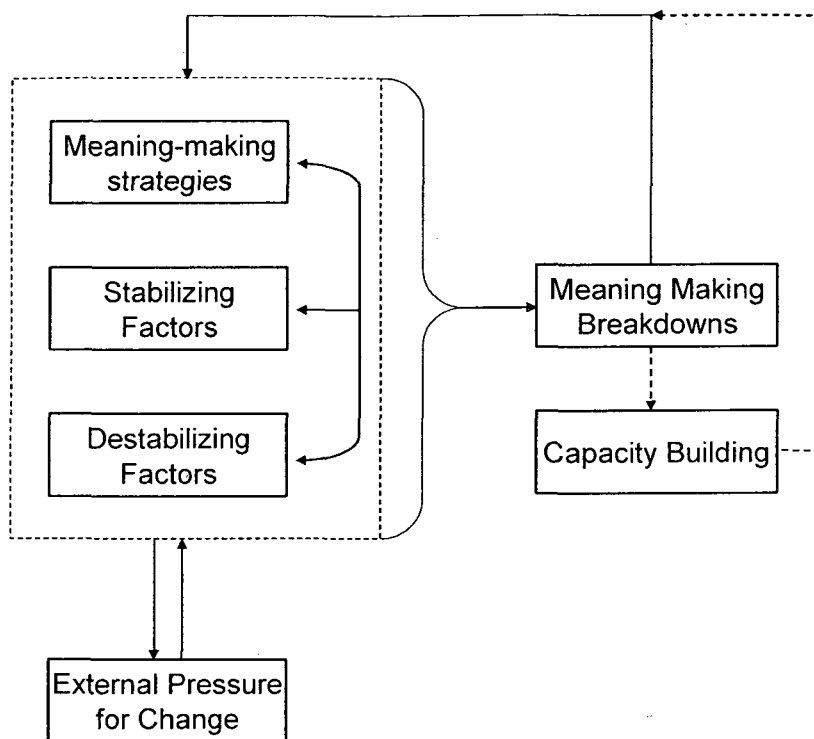 Meaning-making
strategies
Stabilizing
Factors
Destabilizing
Factors
Meaning Making
Breakdowns
Capacity Building
External Pressure
for Change